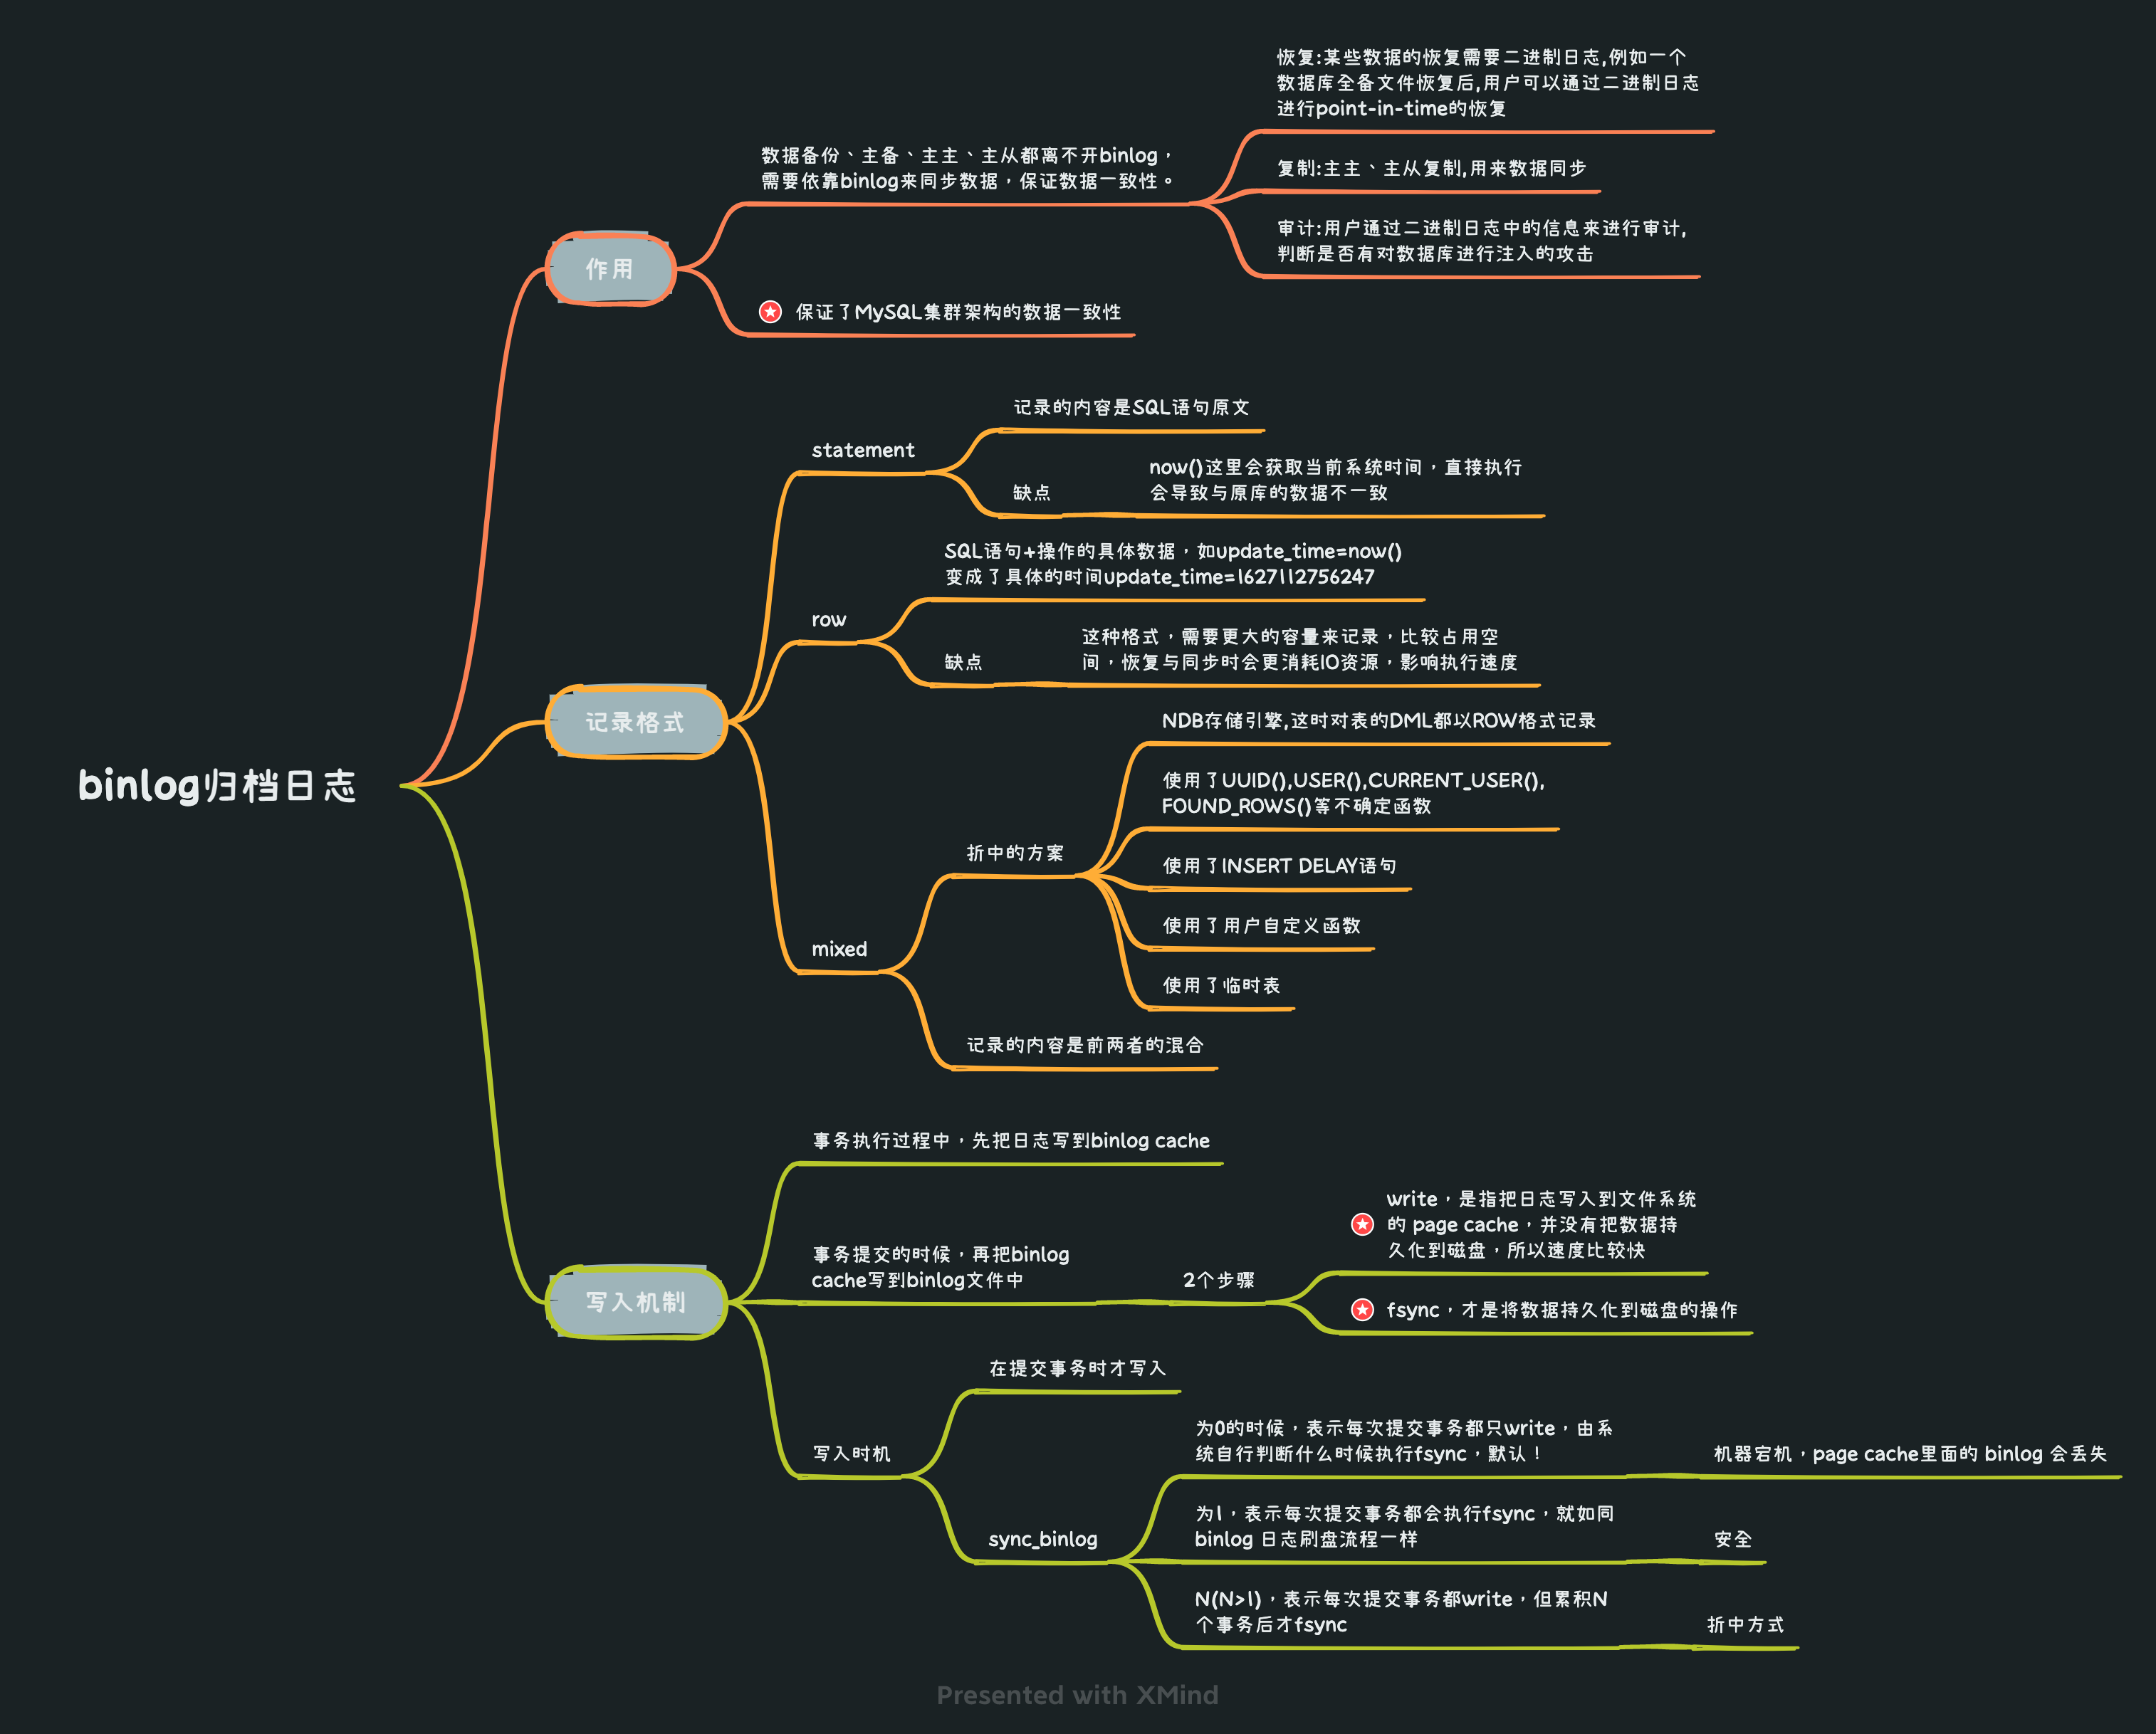 binlog归档日志
作用
数据备份、主备、主主、主从都离不开binlog，
需要依靠binlog来同步数据，保证数据一致性。
恢复:某些数据的恢复需要二进制日志,例如一个
数据库全备文件恢复后,用户可以通过二进制日志
进行point-in-time的恢复
复制:主主、主从复制,用来数据同步
审计:用户通过二进制日志中的信息来进行审计,
判断是否有对数据库进行注入的攻击
保证了MySQL集群架构的数据一致性
记录格式
statement
记录的内容是SQL语句原文
缺点
now()这里会获取当前系统时间，直接执行
会导致与原库的数据不一致
row
SQL语句+操作的具体数据，如update_time=now()
变成了具体的时间update_time=1627112756247
缺点
这种格式，需要更大的容量来记录，比较占用空
间，恢复与同步时会更消耗IO资源，影响执行速度
mixed
折中的方案
NDB存储引擎,这时对表的DML都以ROW格式记录
使用了UUID(),USER(),CURRENT_USER(),
FOUND_ROWS()等不确定函数
使用了INSERT DELAY语句
使用了用户自定义函数
使用了临时表
记录的内容是前两者的混合
写入机制
事务执行过程中，先把日志写到binlog cache
事务提交的时候，再把binlog
cache写到binlog文件中
2个步骤
write，是指把日志写入到文件系统
的 page cache，并没有把数据持
久化到磁盘，所以速度比较快
fsync，才是将数据持久化到磁盘的操作
写入时机
在提交事务时才写入
sync_binlog
为0的时候，表示每次提交事务都只write，由系
统自行判断什么时候执行fsync，默认！
机器宕机，page cache里面的 binlog 会丢失
为1，表示每次提交事务都会执行fsync，就如同
binlog 日志刷盘流程一样
安全
N(N>1)，表示每次提交事务都write，但累积N
个事务后才fsync
折中方式
Presented with XMind